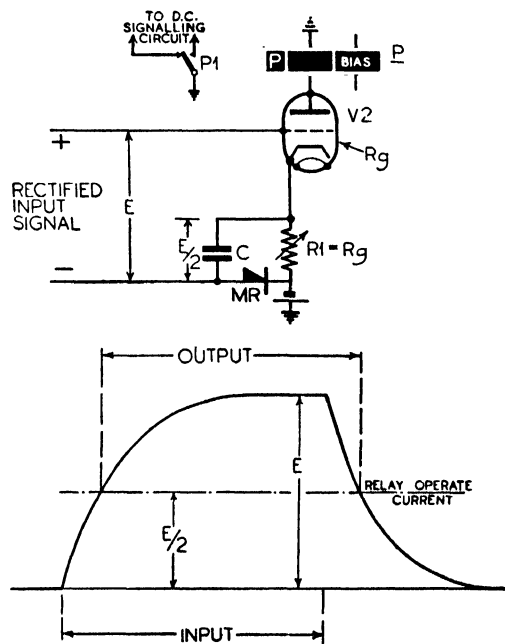 TO D.C.
SIGNALLING
CIRCUIT
P1
P
BIAS
P
V2
Rg
+
RECTIFIED
INPUT
SIGNAL
E
E/2
C
R1 = Rg
−
MR
OUTPUT
E
RELAY OPERATE
CURRENT
E/2
INPUT